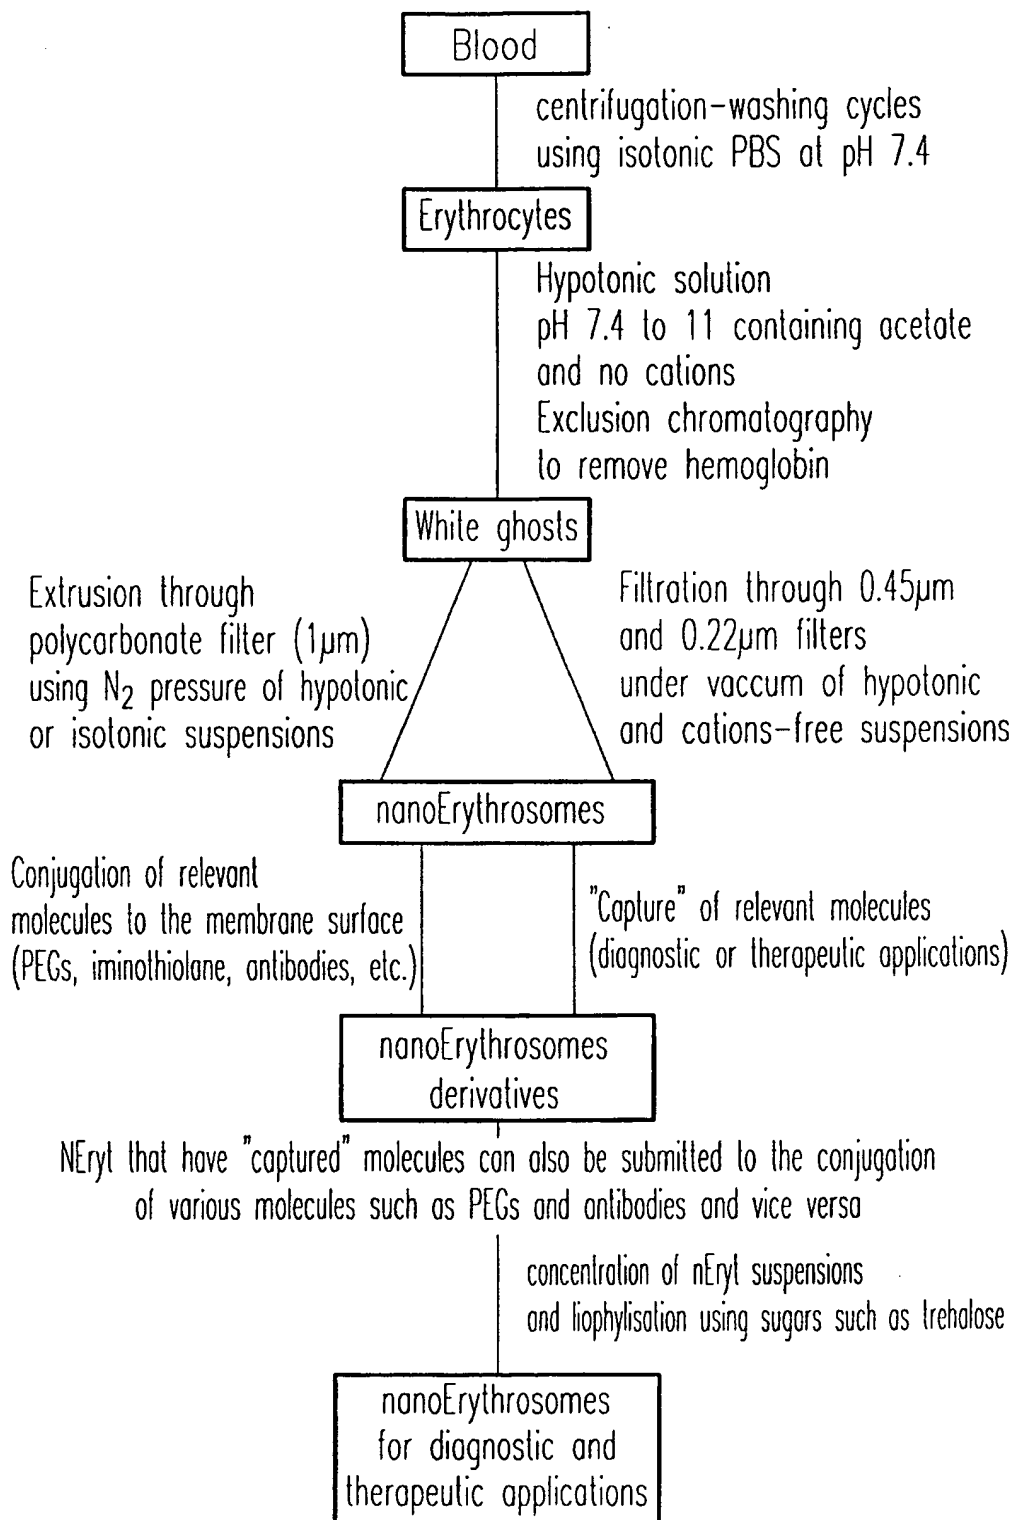 Blood
centrifugation-washing cycles
using isotonic PBS at pH 7.4
Erythrocytes
Hypotonic solution
pH 7.4 to 11 containing acetate
and no cations
Exclusion chromatography
to remove hemoglobin
White ghosts
Extrusion through
polycarbonate filter (1µm)
using N2 pressure of hypotonic
or isotonic suspensions
Filtration through 0.45µm
and 0.22µm filters
under vaccum of hypotonic
and cations-free suspensions
nanoErythrosomes
Conjugation of relevant
molecules to the membrane surface
(PEGs, iminothiolane, antibodies, etc.)
"Capture" of relevant molecules
(diagnostic or therapeutic applications)
nanoErythrosomes
derivatives
NEryt that have "captured" molecules can also be submitted to the conjugation
of various molecules such as PEGs and antibodies and vice versa
concentration of nEryt suspensions
and liophylisation using sugars such as trehalose
nanoErythrosomes
for diagnostic and
therapeutic applications